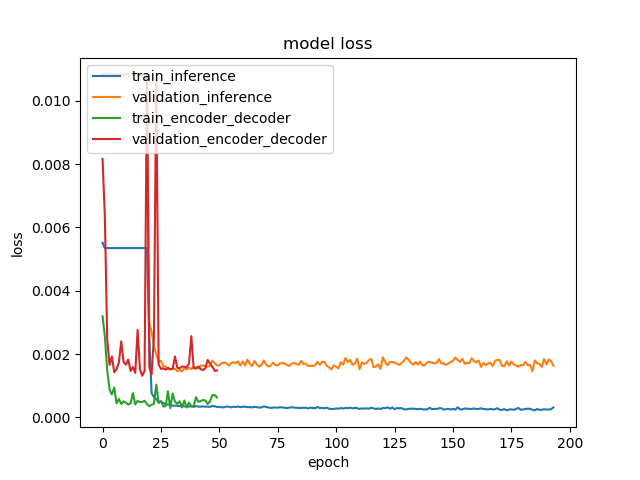 model loss
train_inference
validation_inference
train_encoder_decoder
validation_encoder_decoder
0.010
0.008
0.006
0.004
0.002
0.000
loss
0 25 50 75 100 125 150 175 200
epoch